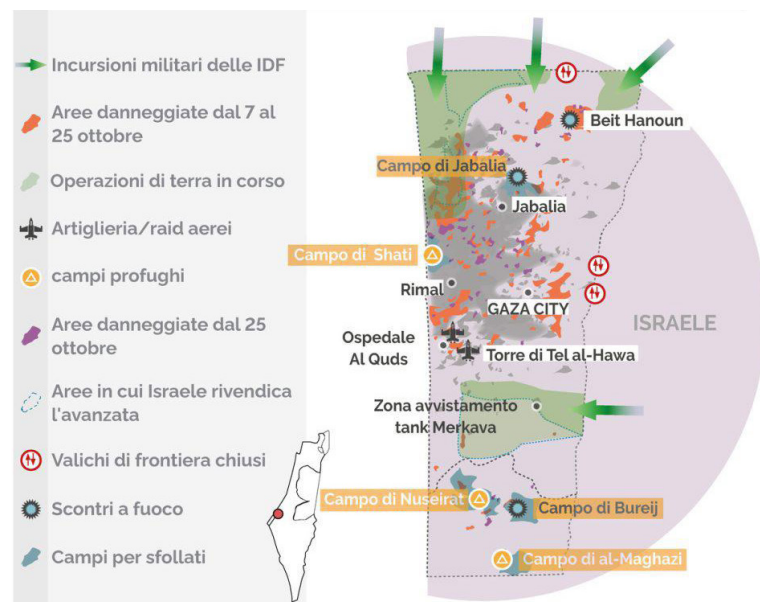 Incursioni militari delle IDF
Aree danneggiate dal 7 al
25 ottobre
Operazioni di terra in corso
Artiglieria/raid aerei
campi profughi
Aree danneggiate dal 25
ottobre
Aree in cui Israele rivendica
l'avanzata
Valichi di frontiera chiusi
Scontri a fuoco
Campi per sfollati
Beit Hanoun
Campo di Jabalia
Jabalia
Campo di Shati
Rimal
GAZA CITY
ISRAELE
Ospedale
Al Quds
Torre di Tel al-Hawa
Zona avvistamento
tank Merkava
Campo di Nuseirat
Campo di Bureij
Campo di al-Maghazi